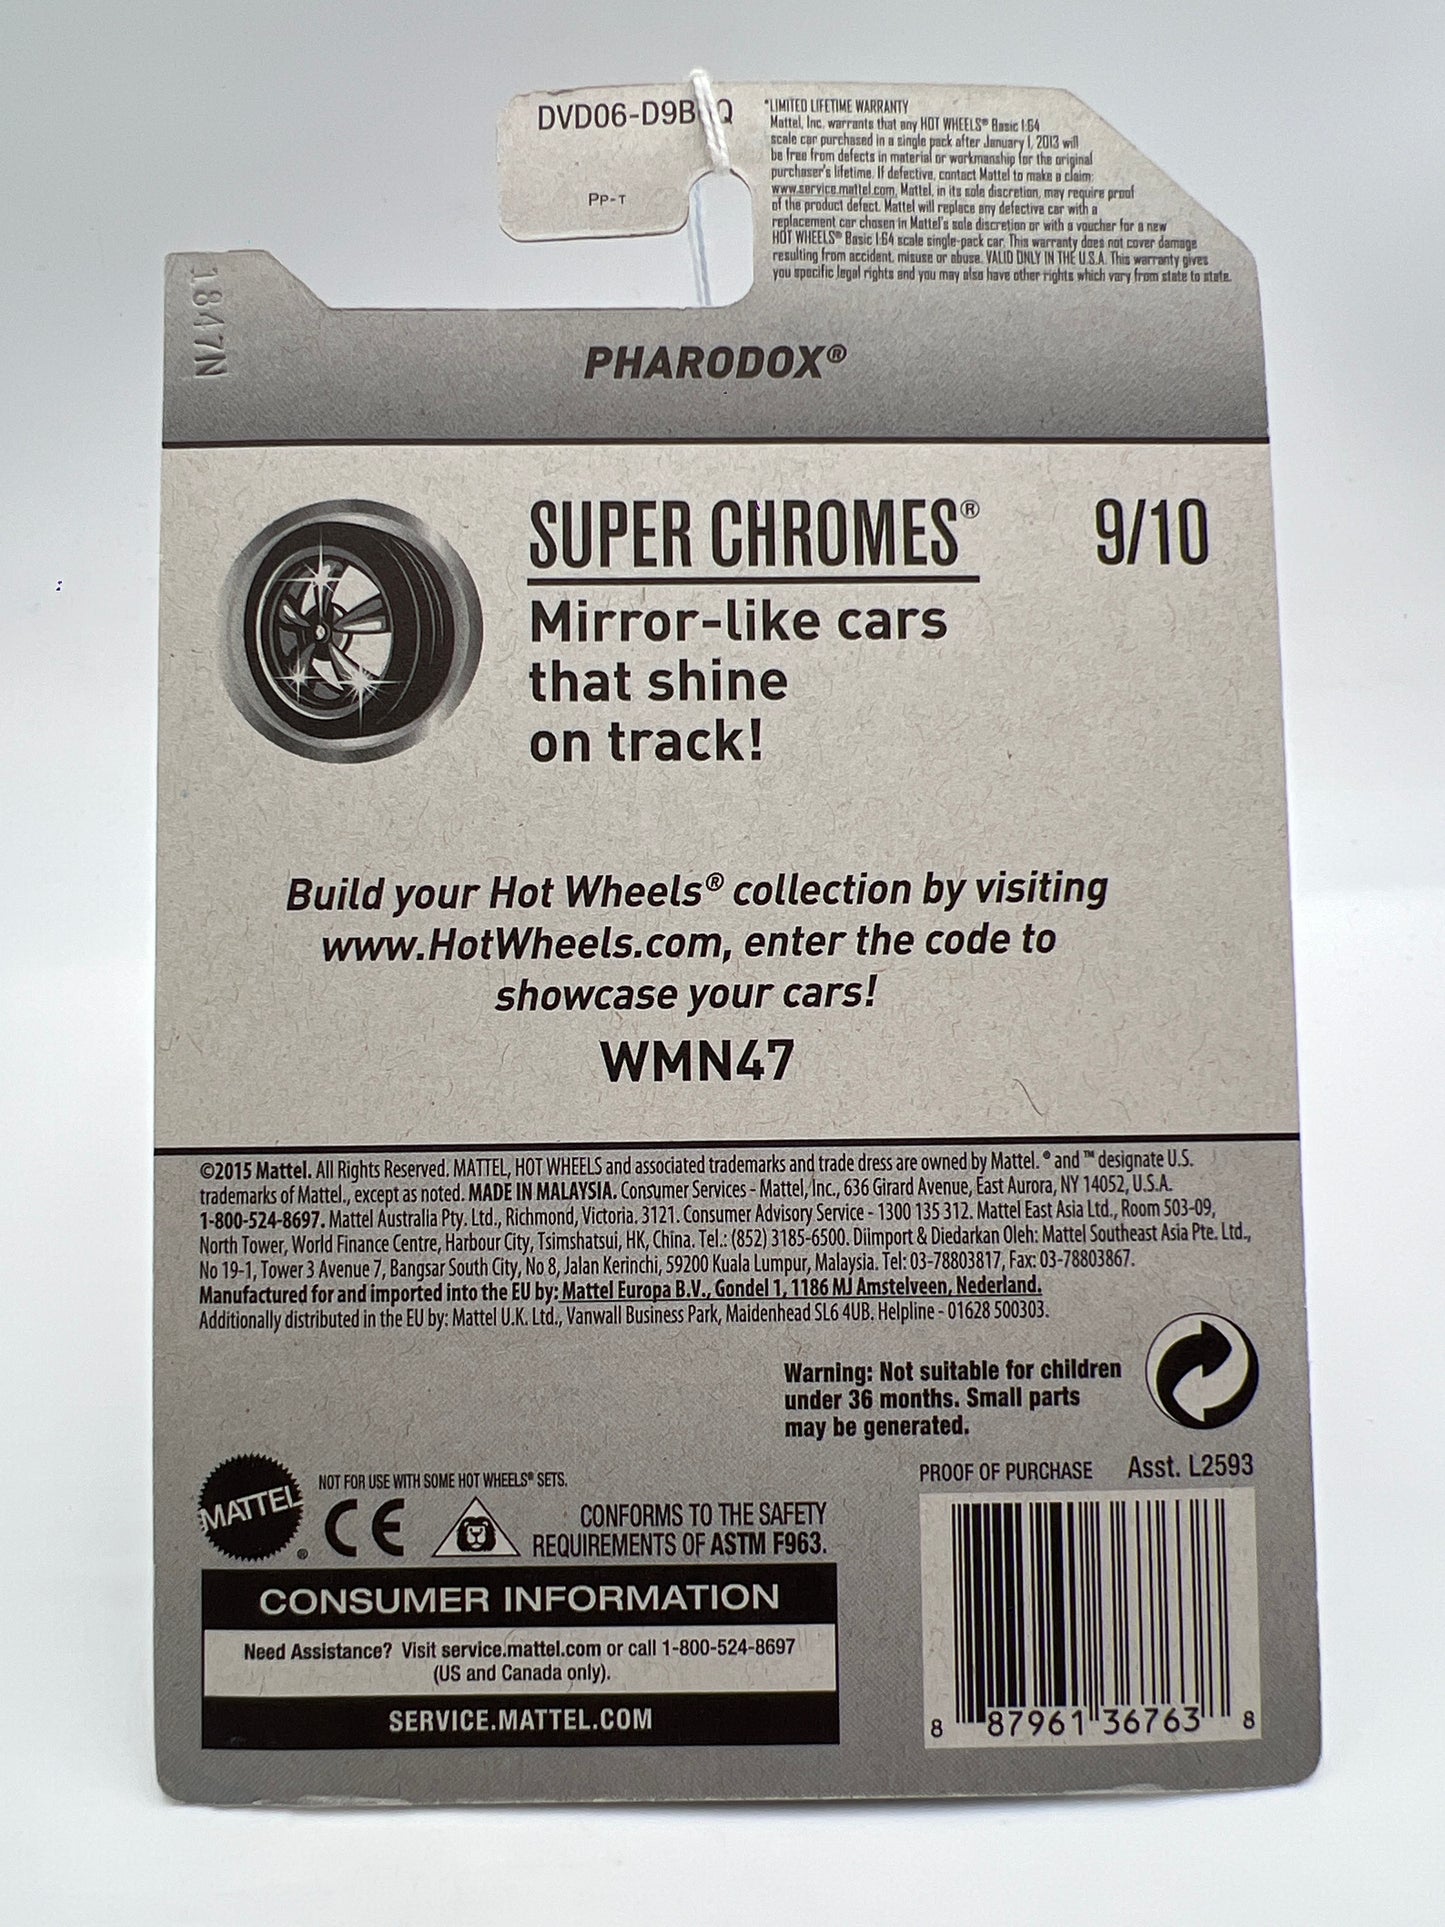 DVD06-D9B Q
PP-T
*LIMITED LIFETIME WARRANTY
Mattel, Inc. warrants that any HOT WHEELS® Basic 1:64
scale car purchased in a single pack after January 1, 2013 will
be free from defects in material or workmanship for the original
purchaser's lifetime. If defective, contact Mattel to make a claim:
www.service.mattel.com. Mattel, in its sole discretion, may require proof
of the product defect. Mattel will replace any defective car with a
replacement car chosen in Mattel's sole discretion or with a voucher for a new
HOT WHEELS® Basic 1:64 scale single-pack car. This warranty does not cover damage
resulting from accident, misuse or abuse. VALID ONLY IN THE U.S.A. This warranty gives
you specific legal rights and you may also have other rights which vary from state to state.
1847N
PHARODOX®
SUPER CHROMES® 9/10
Mirror-like cars
that shine
on track!
Build your Hot Wheels® collection by visiting
www.HotWheels.com, enter the code to
showcase your cars!
WMN47
©2015 Mattel. All Rights Reserved. MATTEL, HOT WHEELS and associated trademarks and trade dress are owned by Mattel. ® and ™ designate U.S.
trademarks of Mattel., except as noted. MADE IN MALAYSIA. Consumer Services - Mattel, Inc., 636 Girard Avenue, East Aurora, NY 14052, U.S.A.
1-800-524-8697. Mattel Australia Pty. Ltd., Richmond, Victoria. 3121. Consumer Advisory Service - 1300 135 312. Mattel East Asia Ltd., Room 503-09,
North Tower, World Finance Centre, Harbour City, Tsimshatsui, HK, China. Tel.: (852) 3185-6500. Diimport & Diedarkan Oleh: Mattel Southeast Asia Pte. Ltd.,
No 19-1, Tower 3 Avenue 7, Bangsar South City, No 8, Jalan Kerinchi, 59200 Kuala Lumpur, Malaysia. Tel: 03-78803817, Fax: 03-78803867.
Manufactured for and imported into the EU by: Mattel Europa B.V., Gondel 1, 1186 MJ Amstelveen, Nederland.
Additionally distributed in the EU by: Mattel U.K. Ltd., Vanwall Business Park, Maidenhead SL6 4UB. Helpline - 01628 500303.
Warning: Not suitable for children
under 36 months. Small parts
may be generated.
PROOF OF PURCHASE Asst. L2593
MATTEL®
NOT FOR USE WITH SOME HOT WHEELS® SETS.
CE
CONFORMS TO THE SAFETY
REQUIREMENTS OF ASTM F963.
CONSUMER INFORMATION
Need Assistance? Visit service.mattel.com or call 1-800-524-8697
(US and Canada only).
SERVICE.MATTEL.COM
8 87961 36763 8